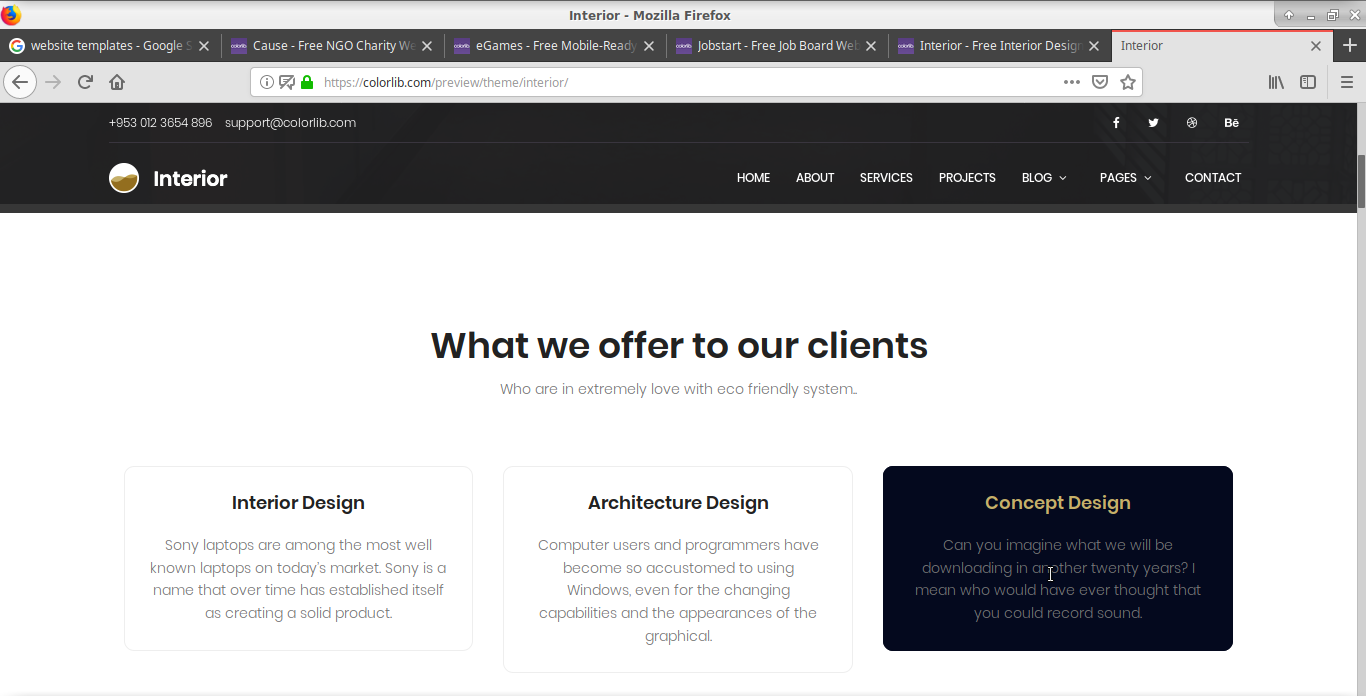 Interior - Mozilla Firefox
website templates - Google S
Cause - Free NGO Charity We
eGames - Free Mobile-Ready
Jobstart - Free Job Board Web
Interior - Free Interior Design
Interior
https://colorlib.com/preview/theme/interior/
+953 012 3654 896 support@colorlib.com
Bē
Interior
HOME ABOUT SERVICES PROJECTS BLOG PAGES CONTACT
What we offer to our clients
Who are in extremely love with eco friendly system..
Interior Design
Sony laptops are among the most well
known laptops on today's market. Sony is a
name that over time has established itself
as creating a solid product.
Architecture Design
Computer users and programmers have
become so accustomed to using
Windows, even for the changing
capabilities and the appearances of the
graphical.
Concept Design
Can you imagine what we will be
downloading in another twenty years? I
mean who would have ever thought that
you could record sound.